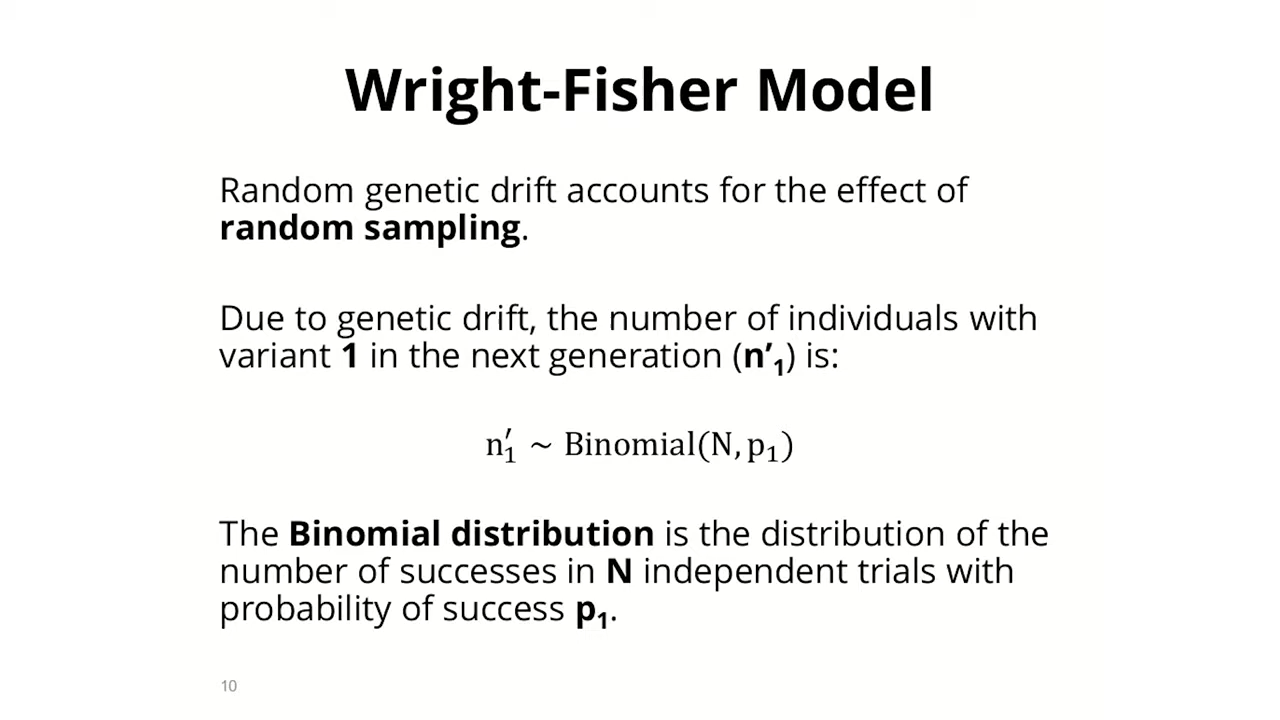 Wright-Fisher Model
Random genetic drift accounts for the effect of
random sampling.
Due to genetic drift, the number of individuals with
variant 1 in the next generation (n’₁) is:
n′₁ ~ Binomial(N, p₁)
The Binomial distribution is the distribution of the
number of successes in N independent trials with
probability of success p₁.
10